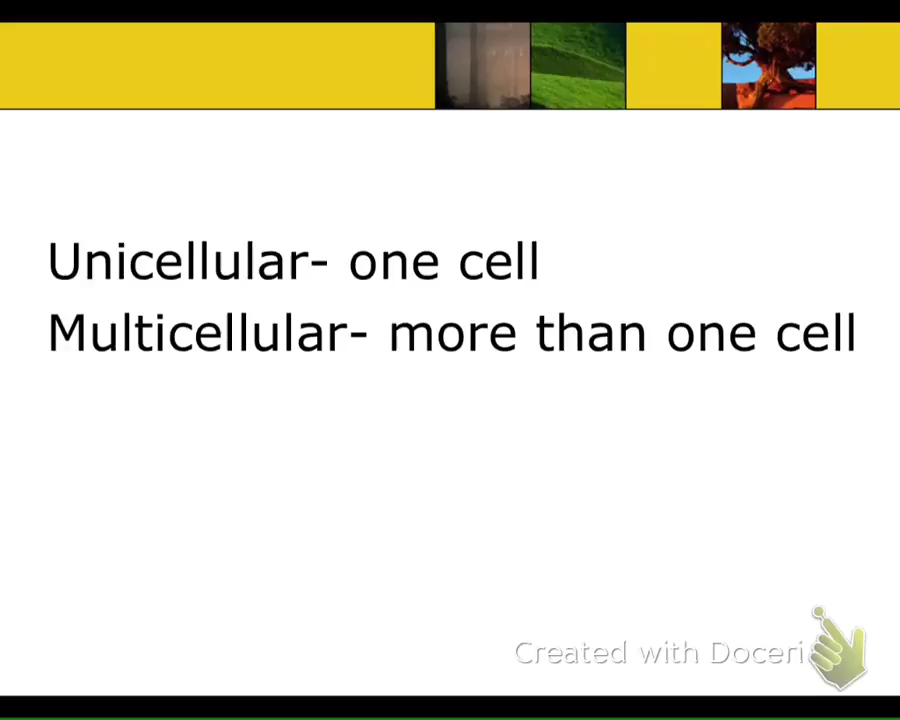 Unicellular- one cell
Multicellular- more than one cell
Created with Doceri